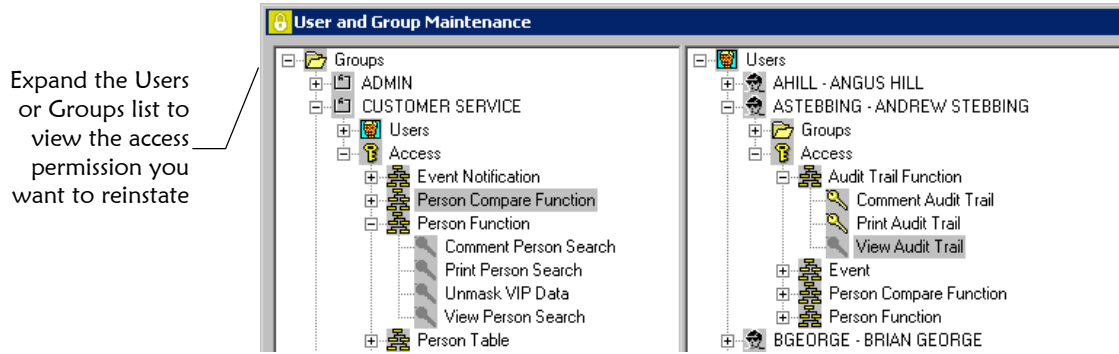 User and Group Maintenance
Expand the Users
or Groups list to
view the access
permission you
want to reinstate
Groups
ADMIN
CUSTOMER SERVICE
Users
Access
Event Notification
Person Compare Function
Person Function
Comment Person Search
Print Person Search
Unmask VIP Data
View Person Search
Person Table
Users
AHILL - ANGUS HILL
ASTEBBING - ANDREW STEBBING
Groups
Access
Audit Trail Function
Comment Audit Trail
Print Audit Trail
View Audit Trail
Event
Person Compare Function
Person Function
BGEORGE - BRIAN GEORGE